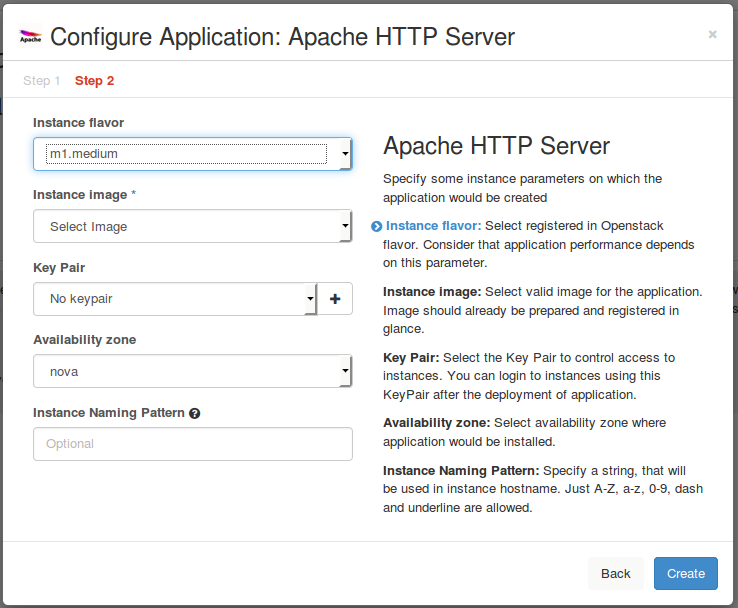 Apache
Configure Application: Apache HTTP Server
×
Step 1 Step 2
Instance flavor
m1.medium
Instance image *
Select Image
Key Pair
No keypair
+
Availability zone
nova
Instance Naming Pattern ?
Optional
Apache HTTP Server
Specify some instance parameters on which the
application would be created
Instance flavor: Select registered in Openstack
flavor. Consider that application performance depends
on this parameter.
Instance image: Select valid image for the application.
Image should already be prepared and registered in
glance.
Key Pair: Select the Key Pair to control access to
instances. You can login to instances using this
KeyPair after the deployment of application.
Availability zone: Select availability zone where
application would be installed.
Instance Naming Pattern: Specify a string, that will
be used in instance hostname. Just A-Z, a-z, 0-9, dash
and underline are allowed.
Back Create